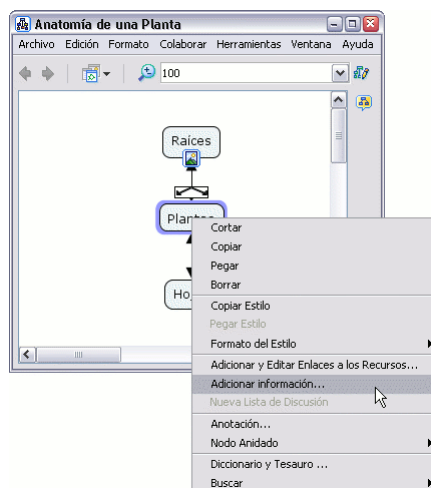 Anatomía de una Planta
Archivo Edición Formato Colaborar Herramientas Ventana Ayuda
100
Raíces
Cortar
Copiar
Pegar
Borrar
Copiar Estilo
Pegar Estilo
Formato del Estilo
Adicionar y Editar Enlaces a los Recursos...
Adicionar información...
Nueva Lista de Discusión
Anotación...
Nodo Anidado
Diccionario y Tesauro ...
Buscar